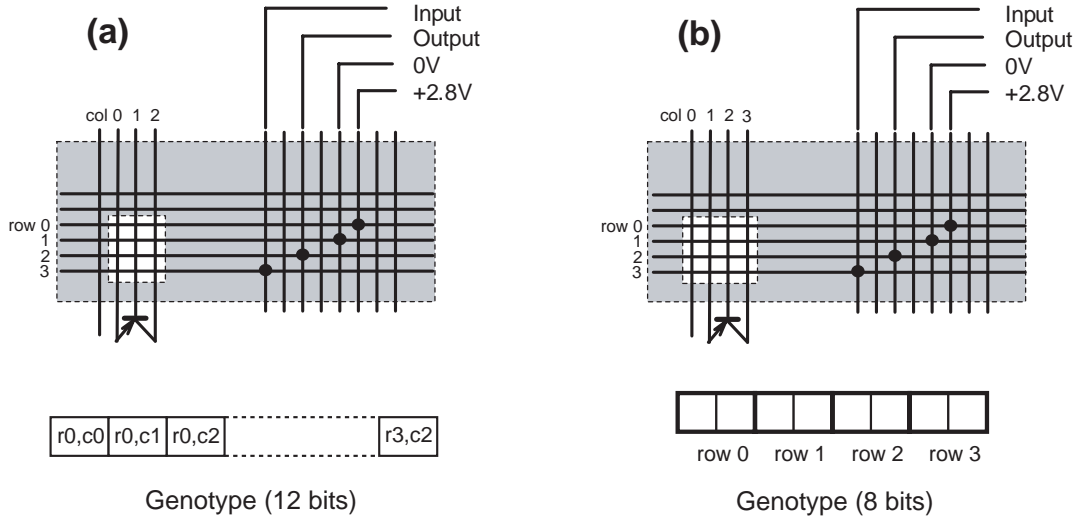 (a)
Input
Output
0V
+2.8V
col 0 1 2
row 0
1
2
3
r0,c0 r0,c1 r0,c2 r3,c2
Genotype (12 bits)
(b)
Input
Output
0V
+2.8V
col 0 1 2 3
row 0
1
2
3
row 0 row 1 row 2 row 3
Genotype (8 bits)